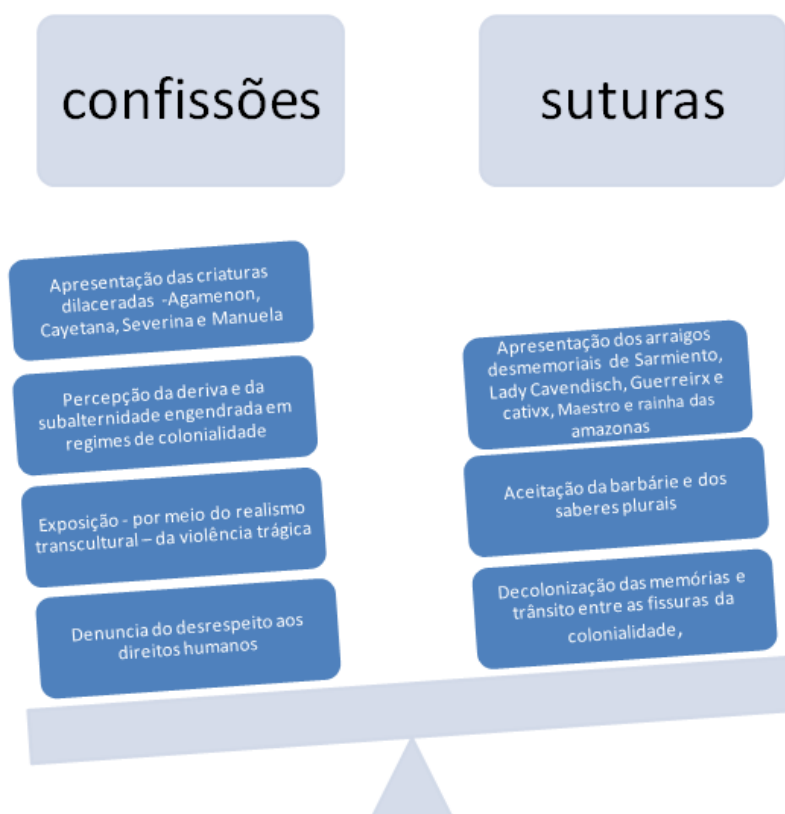 confissões
suturas
Apresentação das criaturas
dilaceradas -Agamenon,
Cayetana, Severina e Manuela
Percepção da deriva e da
subalternidade engendrada em
regimes de colonialidade
Exposição - por meio do realismo
transcultural – da violência trágica
Denuncia do desrespeito aos
direitos humanos
Apresentação dos arraigos
desmemoriais de Sarmiento,
Lady Cavendisch, Guerreirx e
cativx, Maestro e rainha das
amazonas
Aceitação da barbárie e dos
saberes plurais
Decolonização das memórias e
trânsito entre as fissuras da
colonialidade,